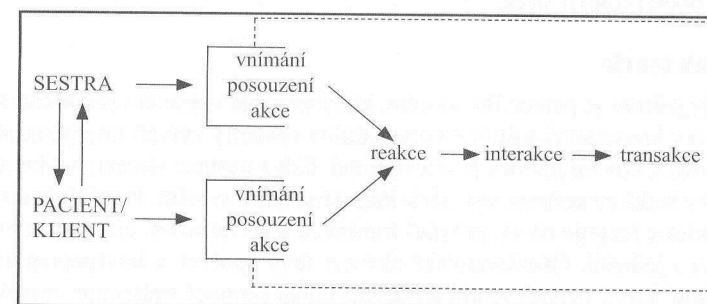 vnímání
posouzení
akce
SESTRA
reakce
interakce
transakce
PACIENT/
KLIENT
vnímání
posouzení
akce